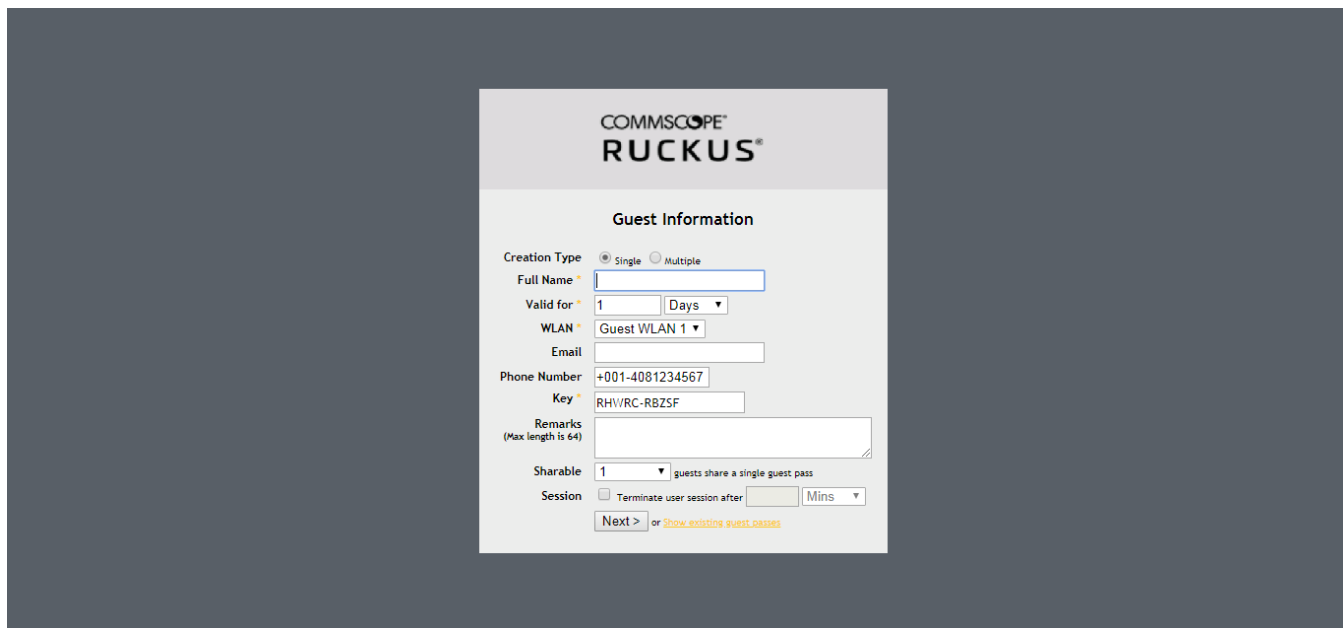 COMMSCOPE™
RUCKUS®
Guest Information
Creation Type Single Multiple
Full Name *
Valid for * 1 Days
WLAN * Guest WLAN 1
Email
Phone Number +001-4081234567
Key * RHWRC-RBZSF
Remarks
(Max length is 64)
Sharable 1 guests share a single guest pass
Session Terminate user session after Mins
Next > or Show existing guest passes